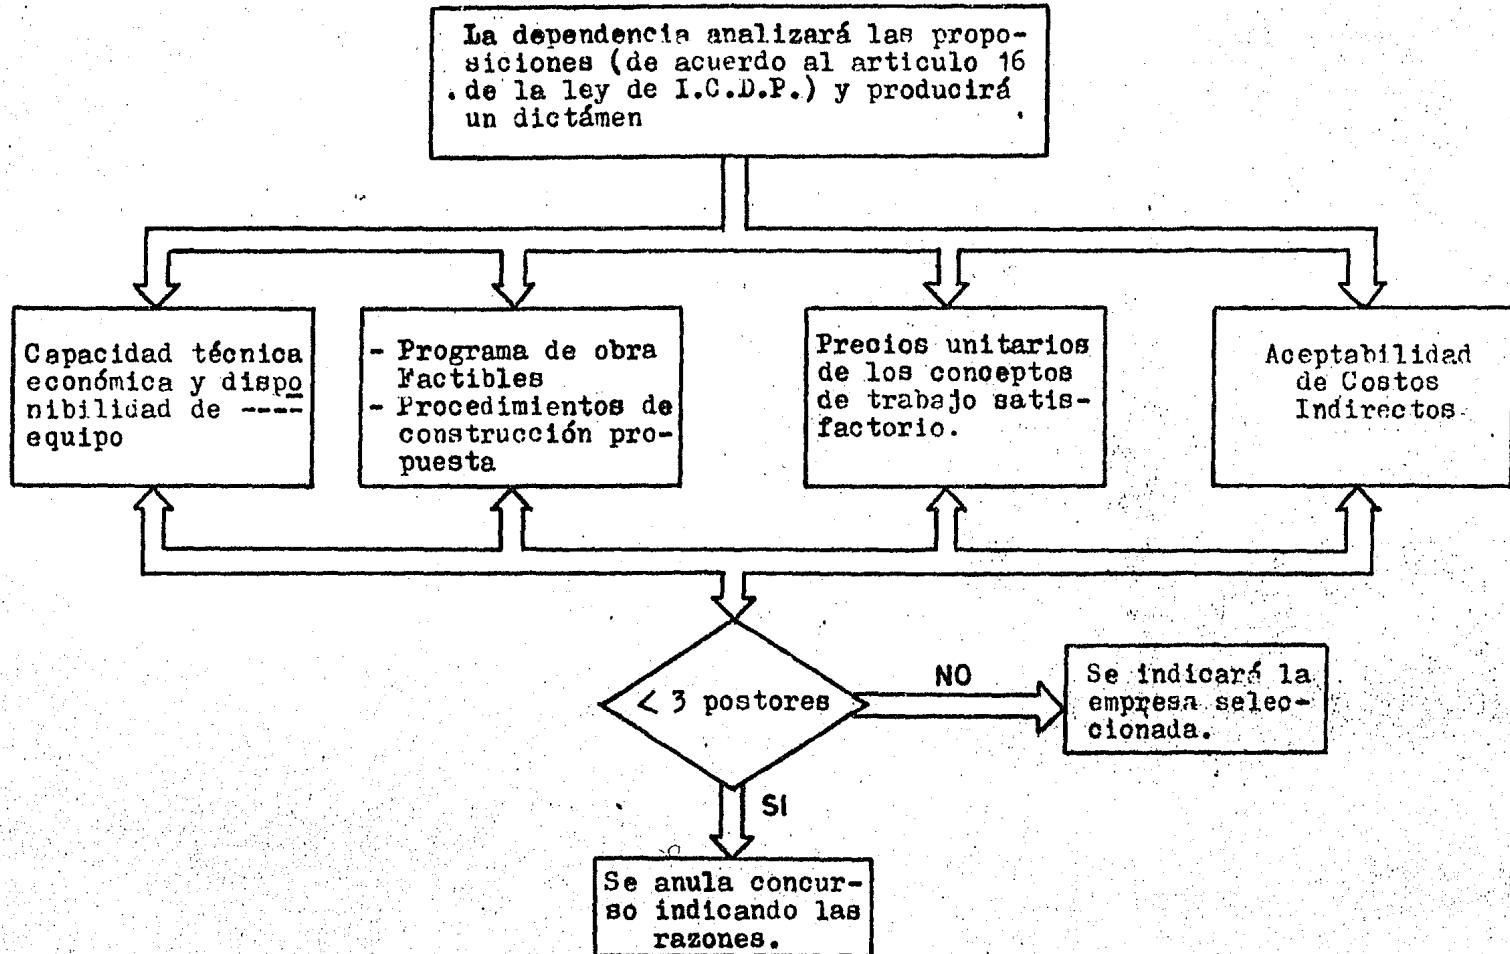 La dependencia analizará las propo-
siciones (de acuerdo al articulo 16
de la ley de I.C.D.P.) y producirá
un dictámen
Capacidad técnica
económica y dispo
nibilidad de ----
equipo
- Programa de obra
Factibles
- Procedimientos de
construcción pro-
puesta
Precios unitarios
de los conceptos
de trabajo satis-
factorio.
Aceptabilidad
de Costos
Indirectos
< 3 postores
NO
Se indicará la
empresa selec-
cionada.
SI
Se anula concur-
so indicando las
razones.